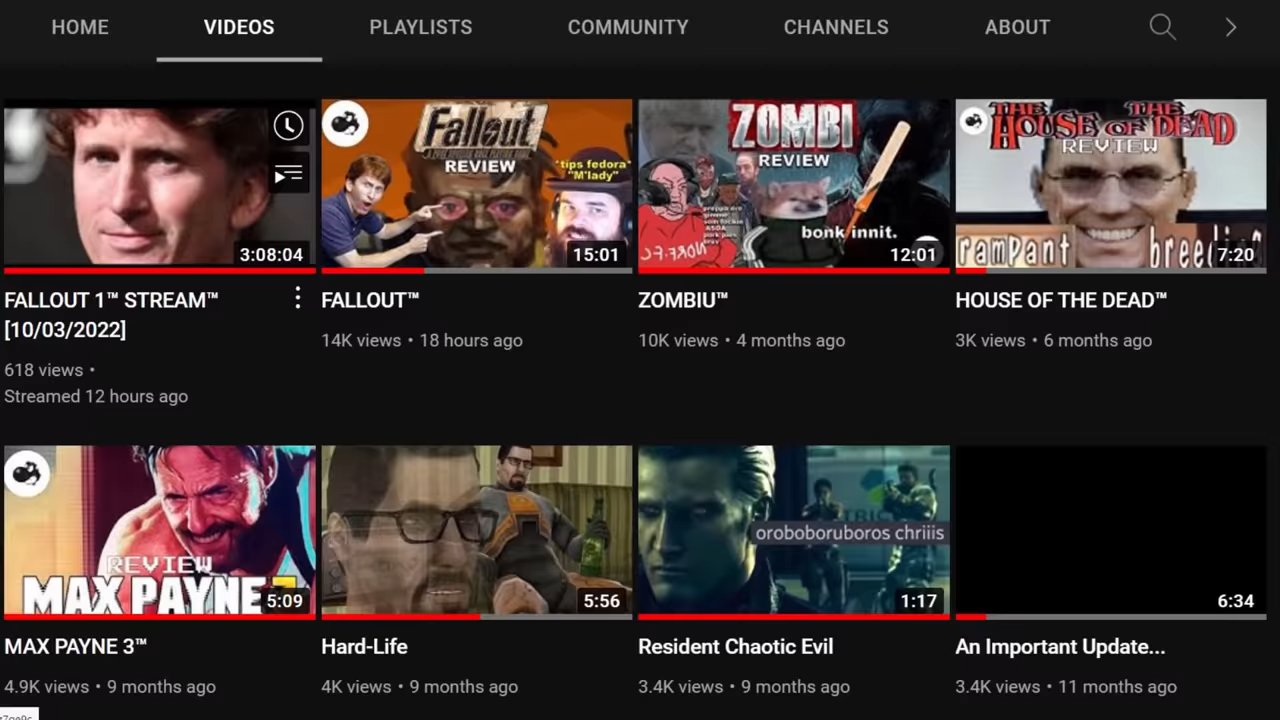 HOME VIDEOS PLAYLISTS COMMUNITY CHANNELS ABOUT
3:08:04
Fallout
REVIEW
*tips fedora*
"M'lady"
15:01
ZOMBI
REVIEW
bonk innit.
12:01
THE THE
HOUSE OF DEAD
REVIEW
rampant breeding
7:20
FALLOUT 1™ STREAM™
[10/03/2022]
618 views •
Streamed 12 hours ago
FALLOUT™
14K views • 18 hours ago
ZOMBIU™
10K views • 4 months ago
HOUSE OF THE DEAD™
3K views • 6 months ago
REVIEW
MAX PAYNE
5:09
5:56
oroboboruboros chriiis
1:17
6:34
MAX PAYNE 3™
4.9K views • 9 months ago
Hard-Life
4K views • 9 months ago
Resident Chaotic Evil
3.4K views • 9 months ago
An Important Update...
3.4K views • 11 months ago